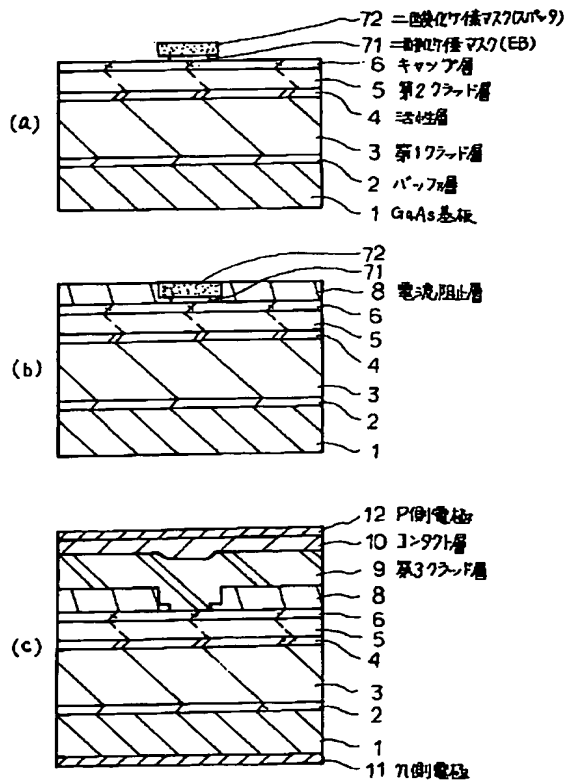 72 二酸化ケイ素マスク(スパッタ)
71 二酸化ケイ素マスク(EB)
6 キャップ層
5 第2クラッド層
4 活性層
3 第1クラッド層
2 バッファ層
1 GaAs基板
(a)
72
71
8 電流阻止層
6
5
4
3
2
1
(b)
12 P側電極
10 コンタクト層
9 第3クラッド層
8
6
5
4
3
2
1
11 n側電極
(c)